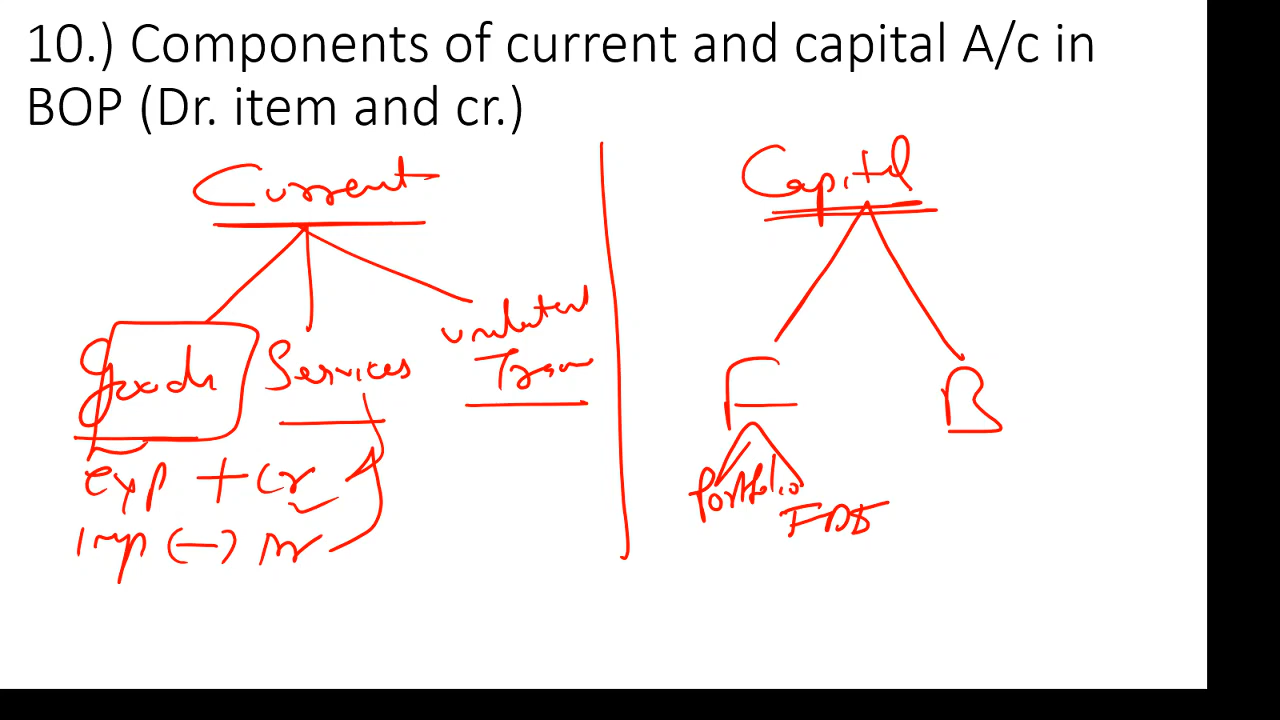 10.) Components of current and capital A/c in
BOP (Dr. item and cr.)
Current
Capital
Goods
Services
unilateral
Tran
F
B
exp + Cr
Imp (-) Dr
Portfolio
FDI